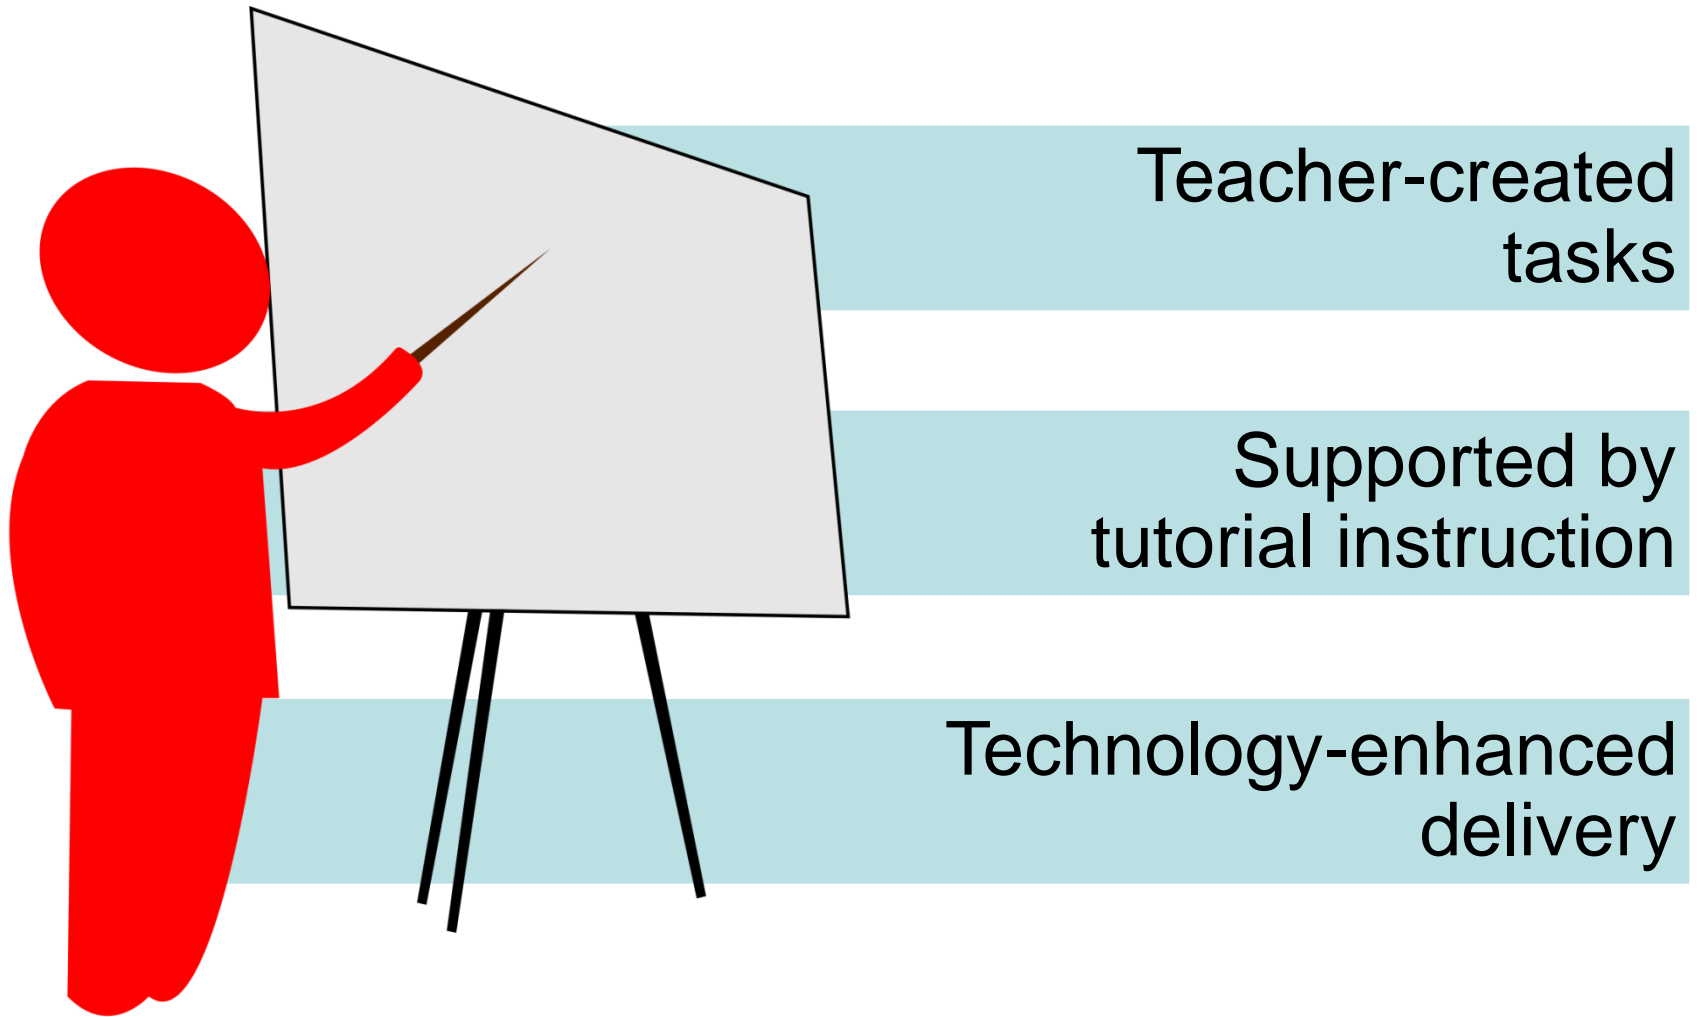 Teacher-created
tasks
Supported by
tutorial instruction
Technology-enhanced
delivery